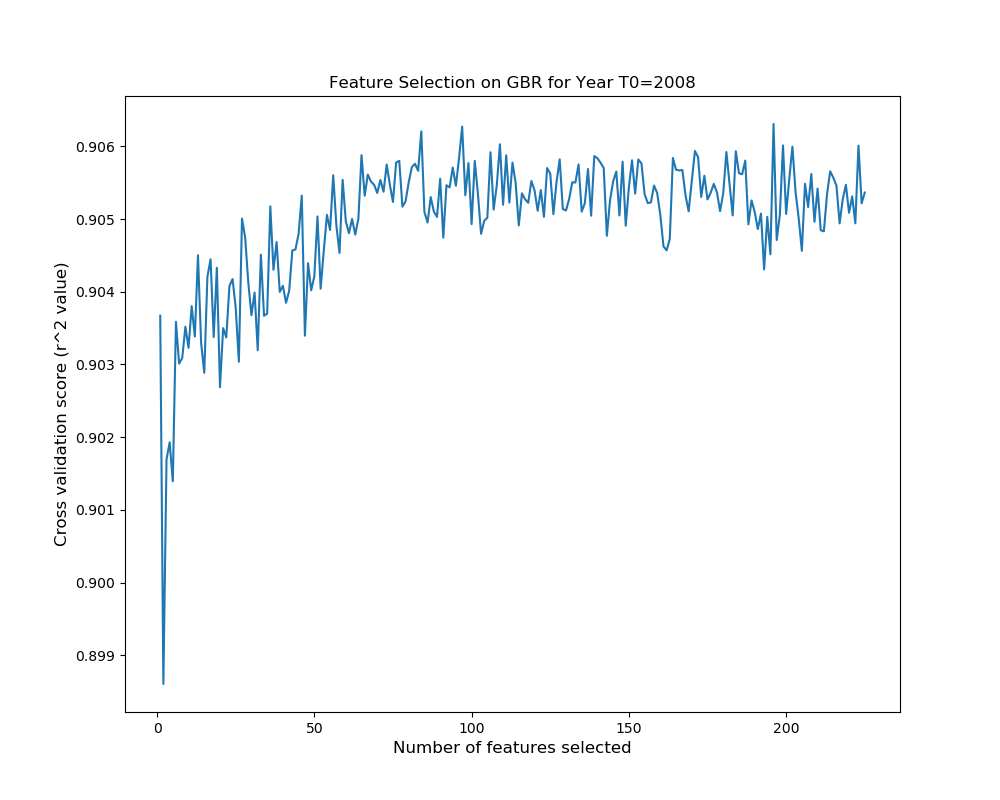 Feature Selection on GBR for Year T0=2008
0.906
0.905
0.904
0.903
0.902
0.901
0.900
0.899
Cross validation score (r^2 value)
0 50 100 150 200
Number of features selected